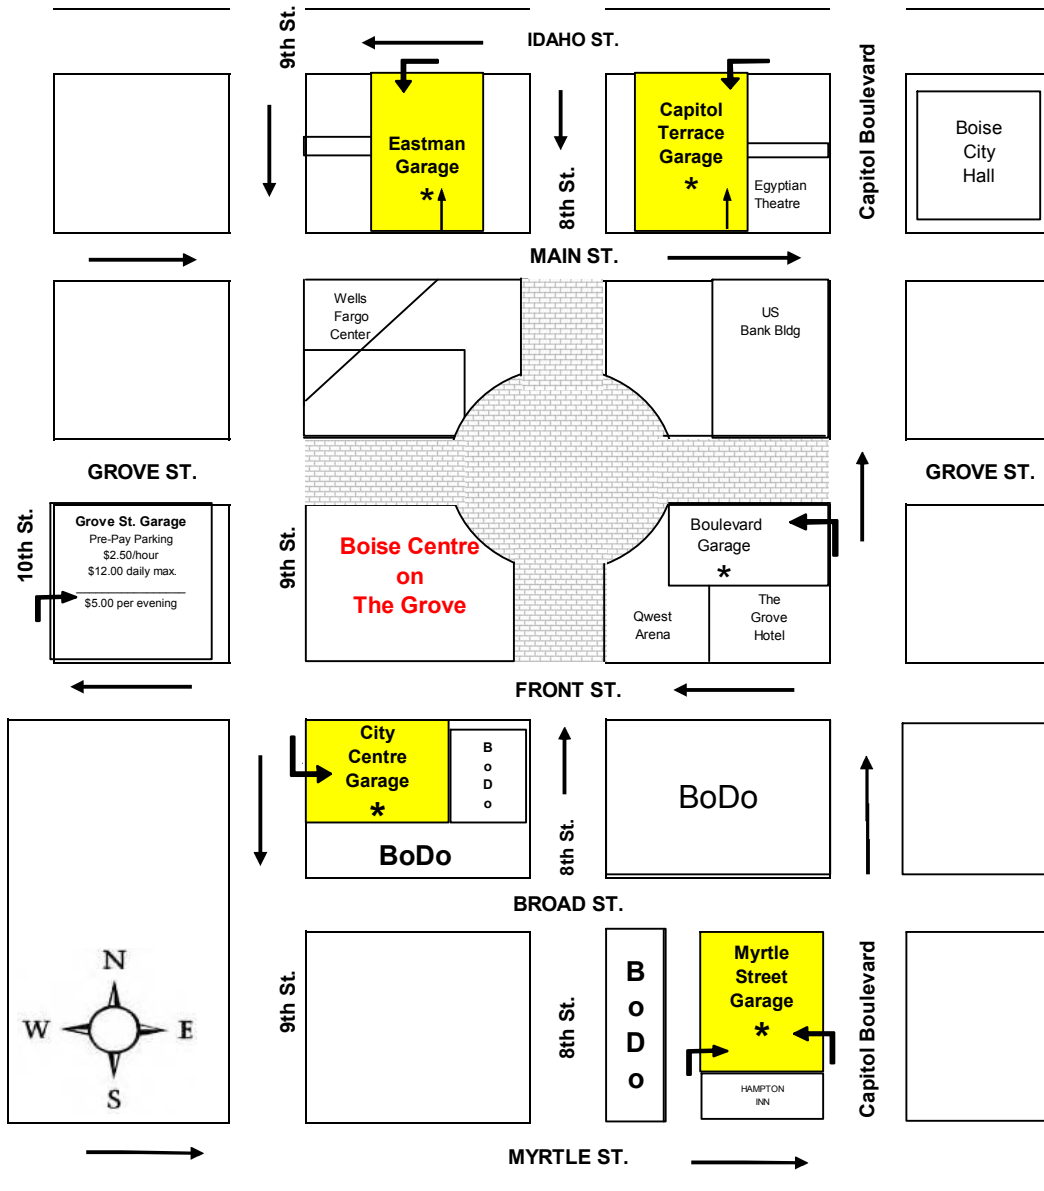 9th St.
IDAHO ST.
Capitol Boulevard
Eastman
Garage
*
8th St.
Capitol
Terrace
Garage
*
Egyptian
Theatre
Boise
City
Hall
MAIN ST.
Wells
Fargo
Center
US
Bank Bldg
GROVE ST.
GROVE ST.
10th St.
Grove St. Garage
Pre-Pay Parking
$2.50/hour
$12.00 daily max.
$5.00 per evening
9th St.
Boise Centre
on
The Grove
Boulevard
Garage
*
Qwest
Arena
The
Grove
Hotel
FRONT ST.
City
Centre
Garage
*
B
o
D
o
BoDo
8th St.
BoDo
BROAD ST.
N
W
E
S
9th St.
8th St.
B
o
D
o
Myrtle
Street
Garage
*
HAMPTON
INN
Capitol Boulevard
MYRTLE ST.